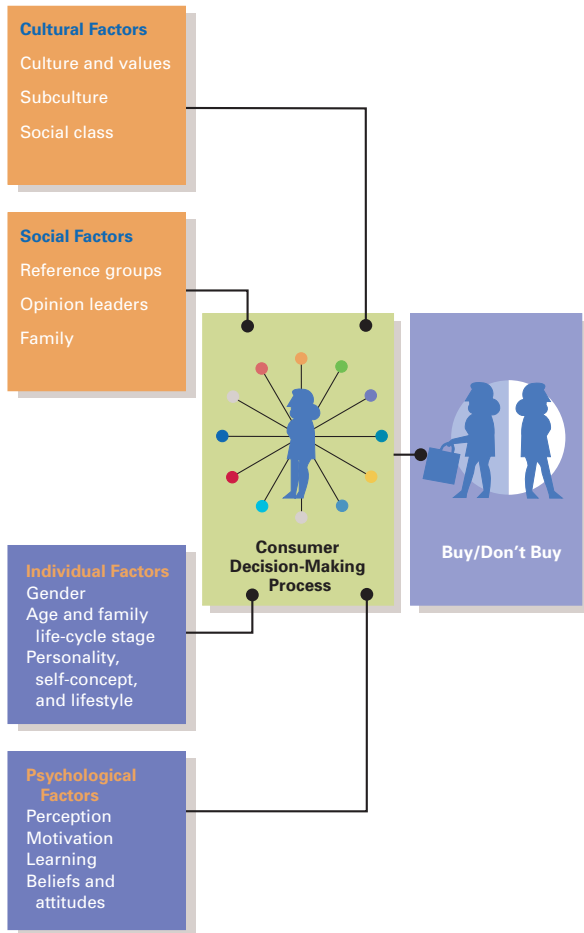 Cultural Factors
Culture and values
Subculture
Social class
Social Factors
Reference groups
Opinion leaders
Family
Consumer
Decision-Making
Process
Buy/Don't Buy
Individual Factors
Gender
Age and family
life-cycle stage
Personality,
self-concept,
and lifestyle
Psychological
Factors
Perception
Motivation
Learning
Beliefs and
attitudes